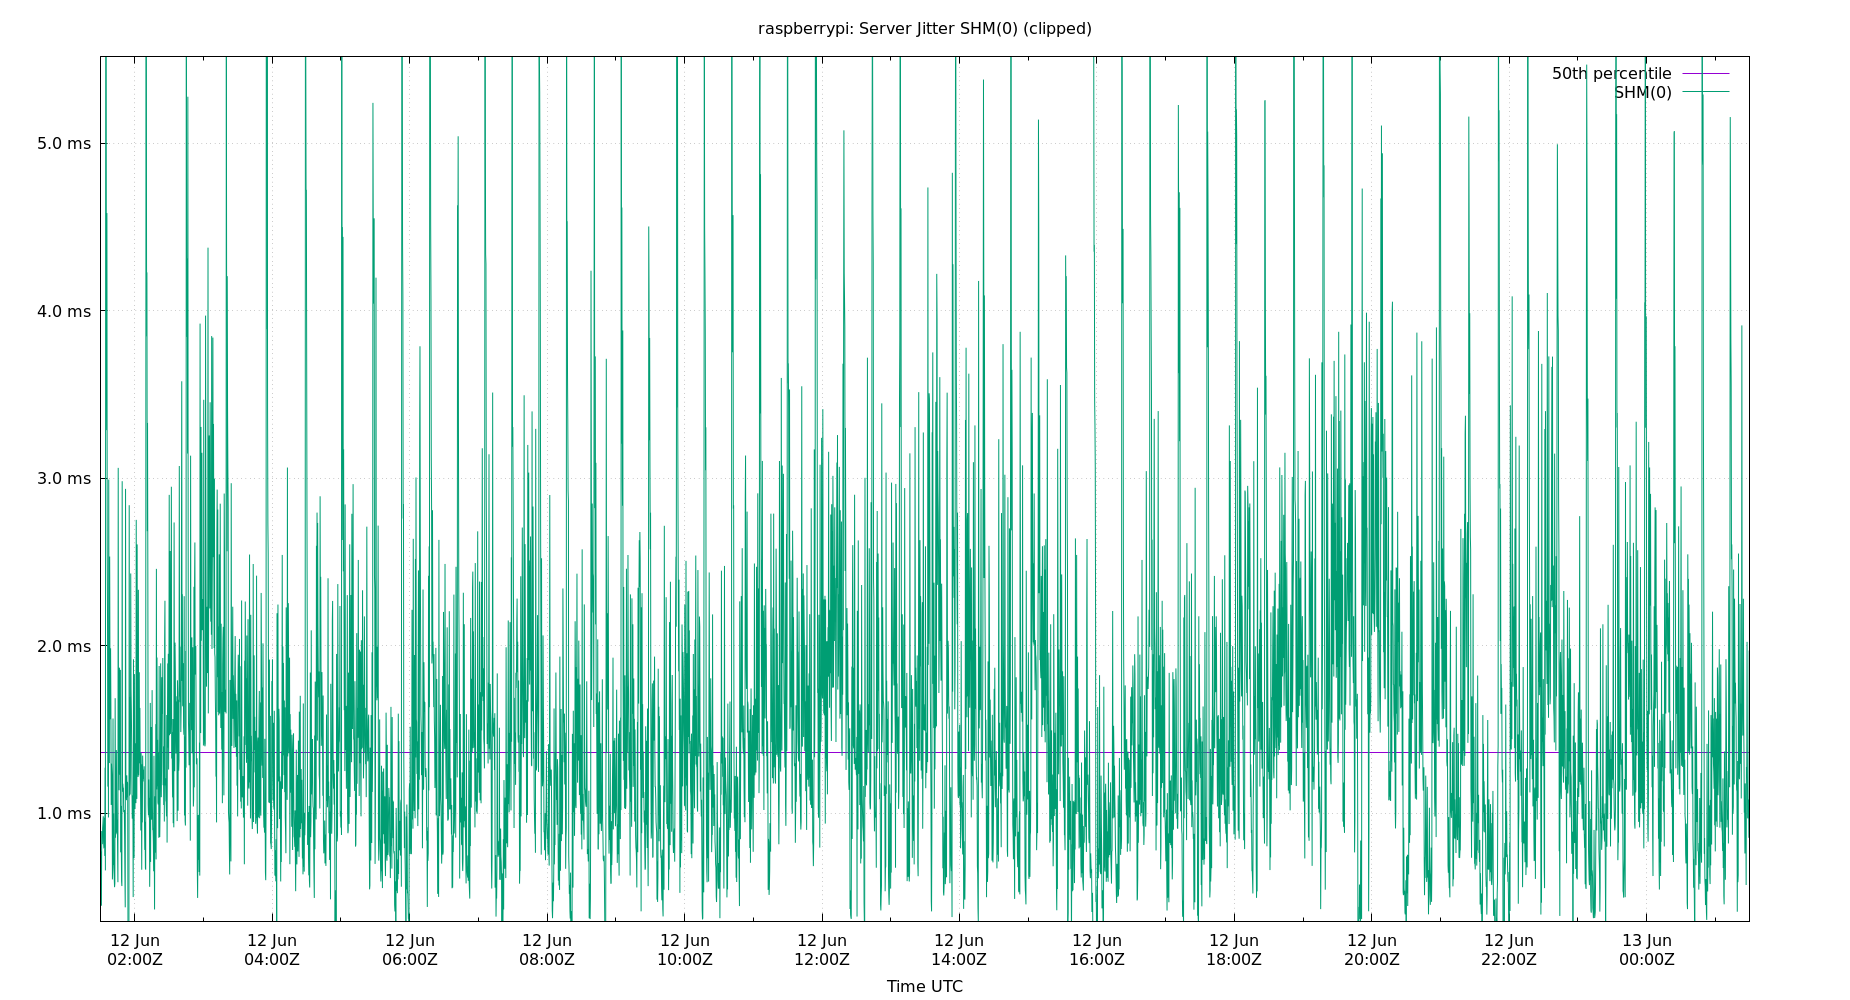 raspberrypi: Server Jitter SHM(0) (clipped)
50th percentile
SHM(0)
5.0 ms
4.0 ms
3.0 ms
2.0 ms
1.0 ms
12 Jun 12 Jun 12 Jun 12 Jun 12 Jun 12 Jun 12 Jun 12 Jun 12 Jun 12 Jun 12 Jun 13 Jun
02:00Z 04:00Z 06:00Z 08:00Z 10:00Z 12:00Z 14:00Z 16:00Z 18:00Z 20:00Z 22:00Z 00:00Z
Time UTC